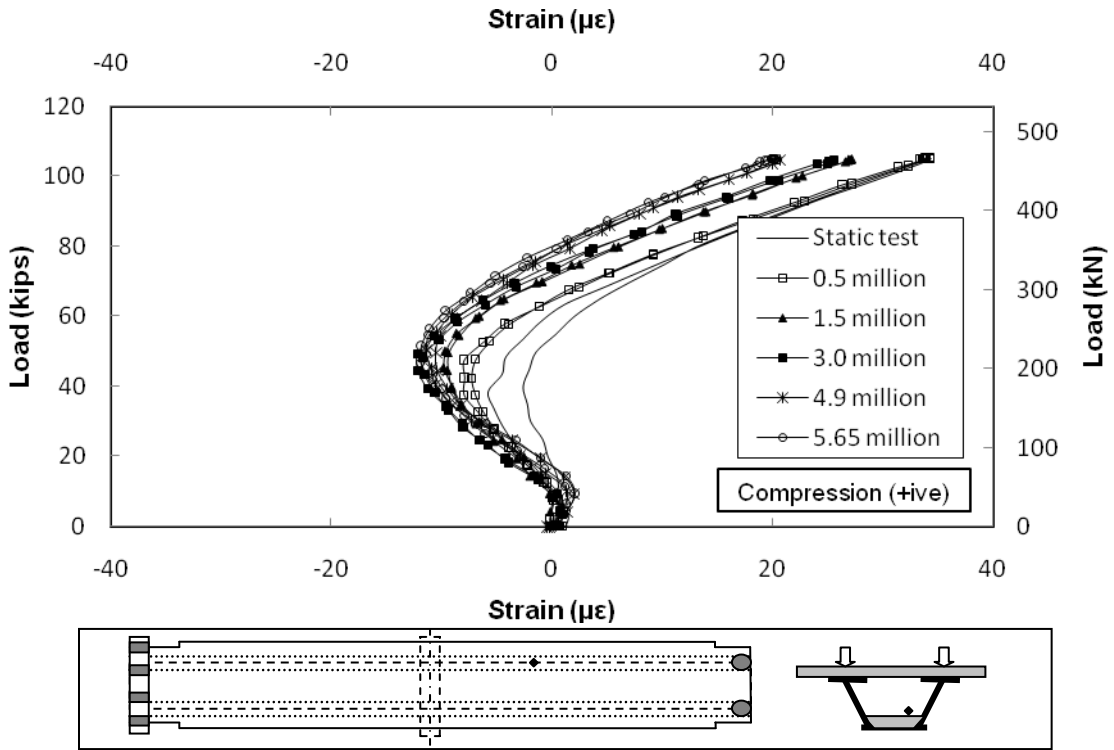 Strain (µε)
-40 -20 0 20 40
120
100
80
60
40
20
0
Load (kips)
500
400
300
200
100
0
Load (kN)
Static test
0.5 million
1.5 million
3.0 million
4.9 million
5.65 million
Compression (+ive)
-40 -20 0 20 40
Strain (µε)